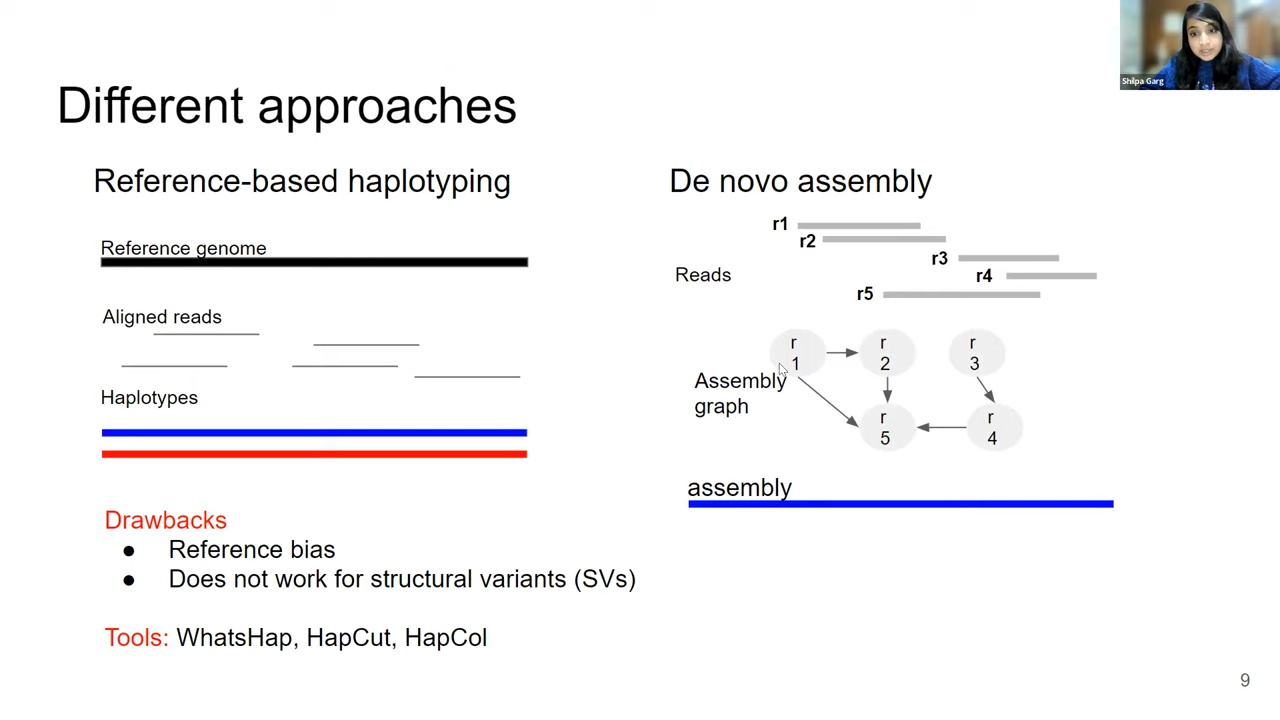 Shilpa Garg
Different approaches
Reference-based haplotyping
Reference genome
Aligned reads
Haplotypes
Drawbacks
● Reference bias
● Does not work for structural variants (SVs)
Tools: WhatsHap, HapCut, HapCol
De novo assembly
r1
r2
r3
r4
Reads
r5
r
1
r
2
r
3
Assembly
graph
r
5
r
4
assembly
9